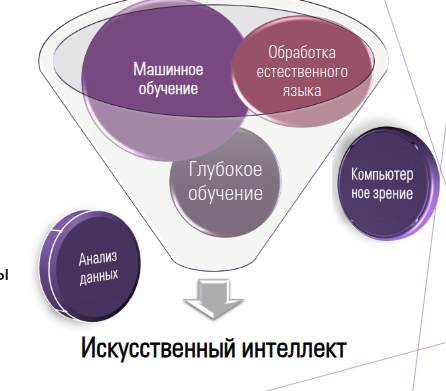 Машинное
обучение
Обработка
естественного
языка
Глубокое
обучение
Компьютер
ное зрение
Анализ
данных
ы
Искусственный интеллект